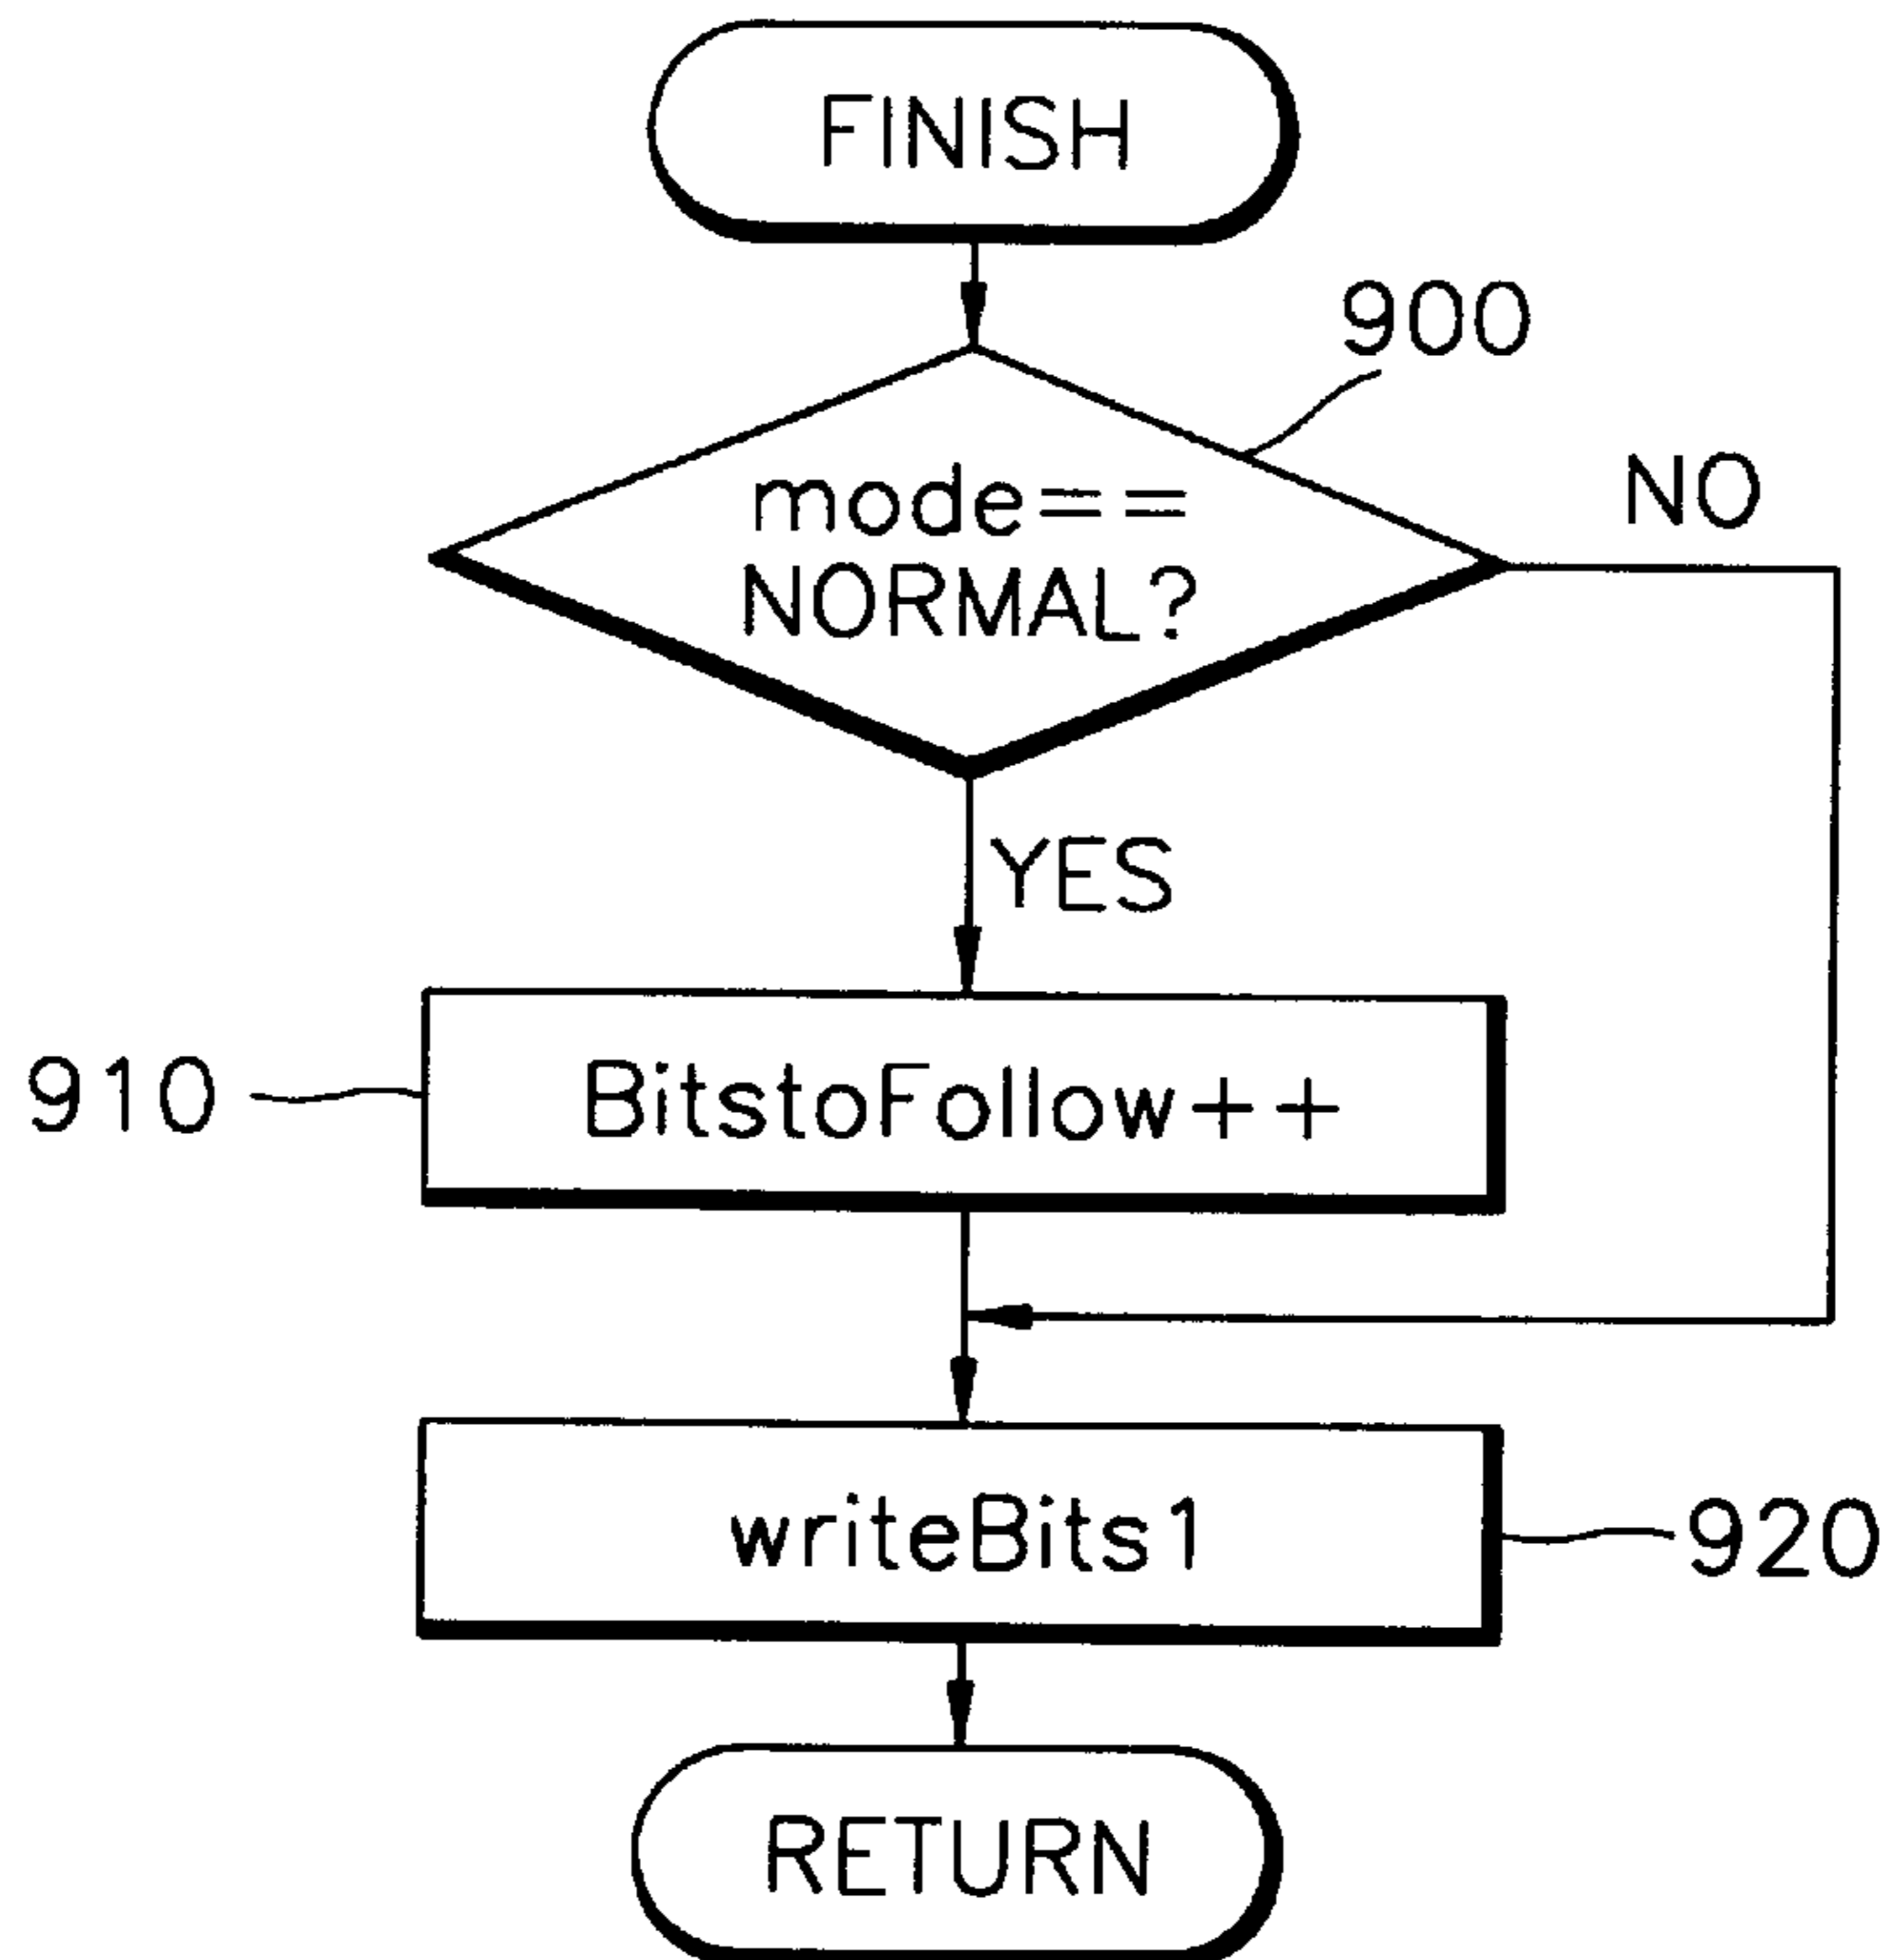 FINISH
900
mode==
NORMAL?
NO
YES
910
BitstoFollow++
writeBits1
920
RETURN